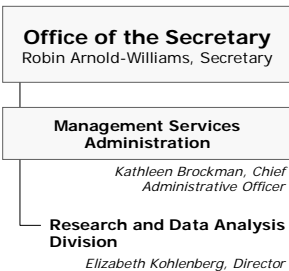 Office of the Secretary
Robin Arnold-Williams, Secretary
Management Services
Administration
Kathleen Brockman, Chief
Administrative Officer
Research and Data Analysis
Division
Elizabeth Kohlenberg, Director